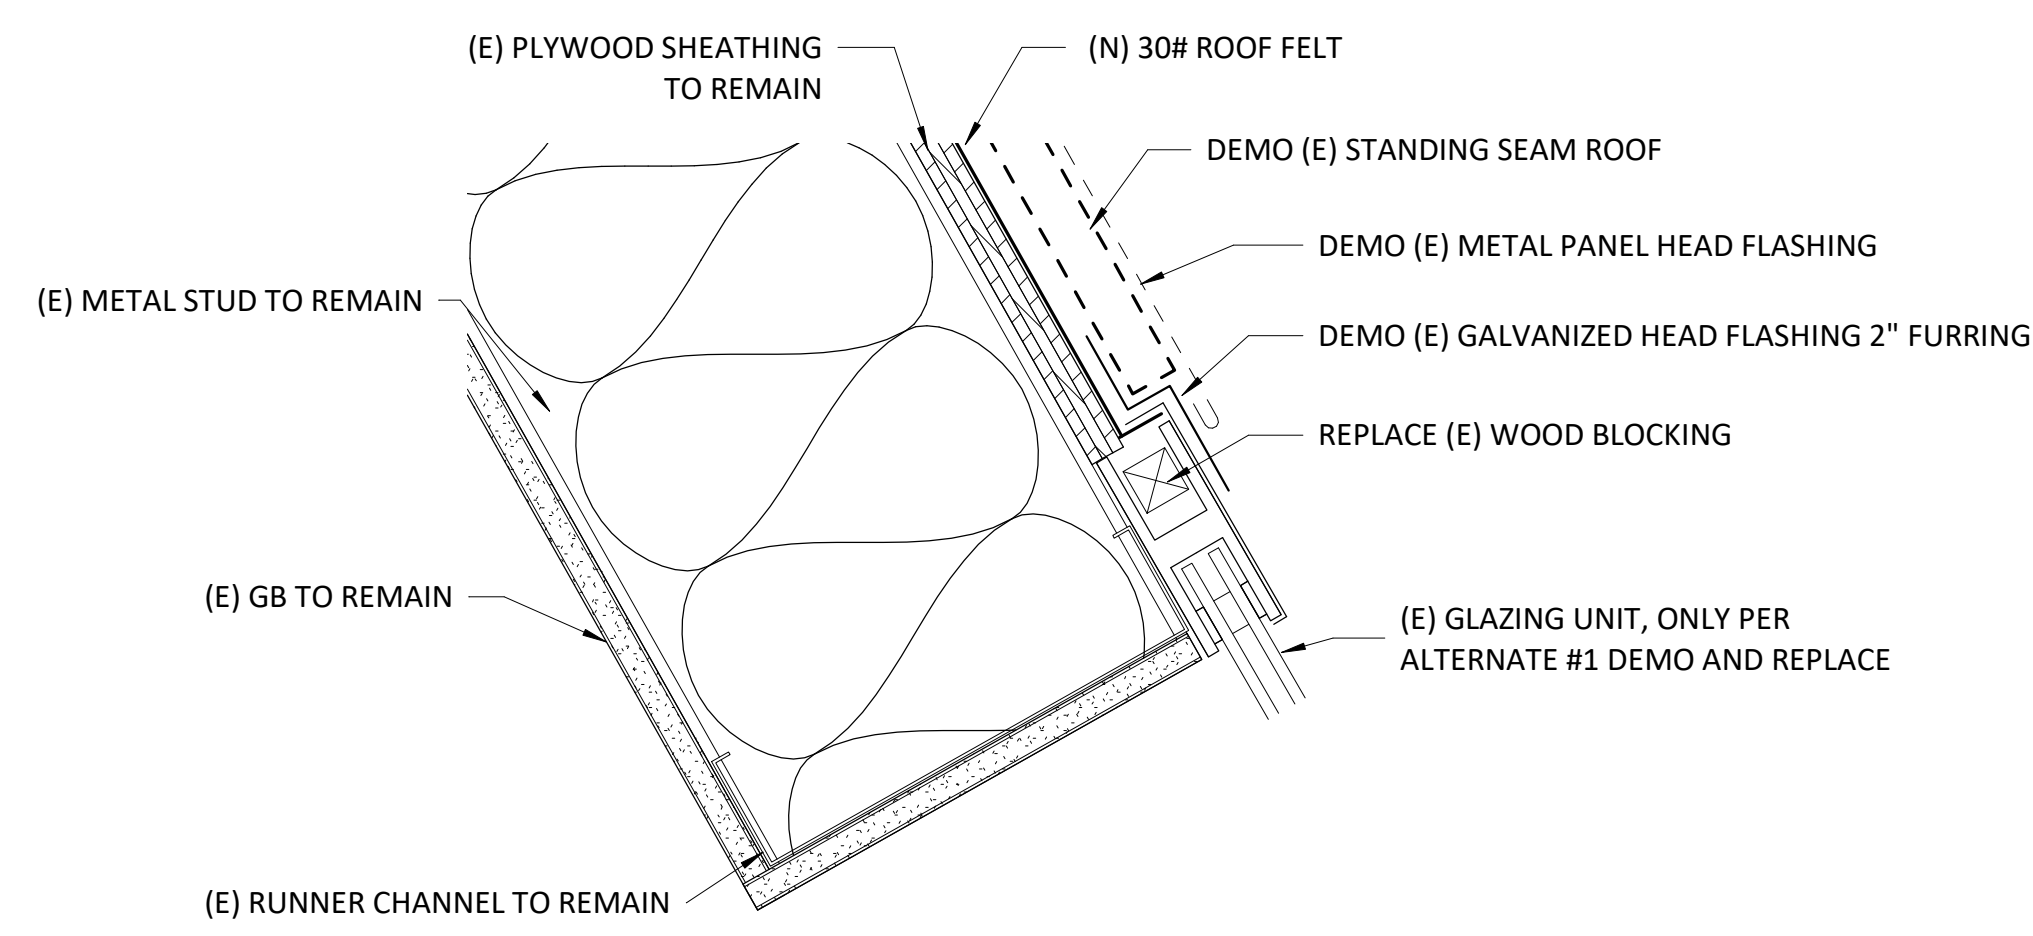 (E) PLYWOOD SHEATHING
TO REMAIN
(N) 30# ROOF FELT
DEMO (E) STANDING SEAM ROOF
DEMO (E) METAL PANEL HEAD FLASHING
(E) METAL STUD TO REMAIN
DEMO (E) GALVANIZED HEAD FLASHING 2" FURRING
REPLACE (E) WOOD BLOCKING
(E) GB TO REMAIN
(E) GLAZING UNIT, ONLY PER
ALTERNATE #1 DEMO AND REPLACE
(E) RUNNER CHANNEL TO REMAIN